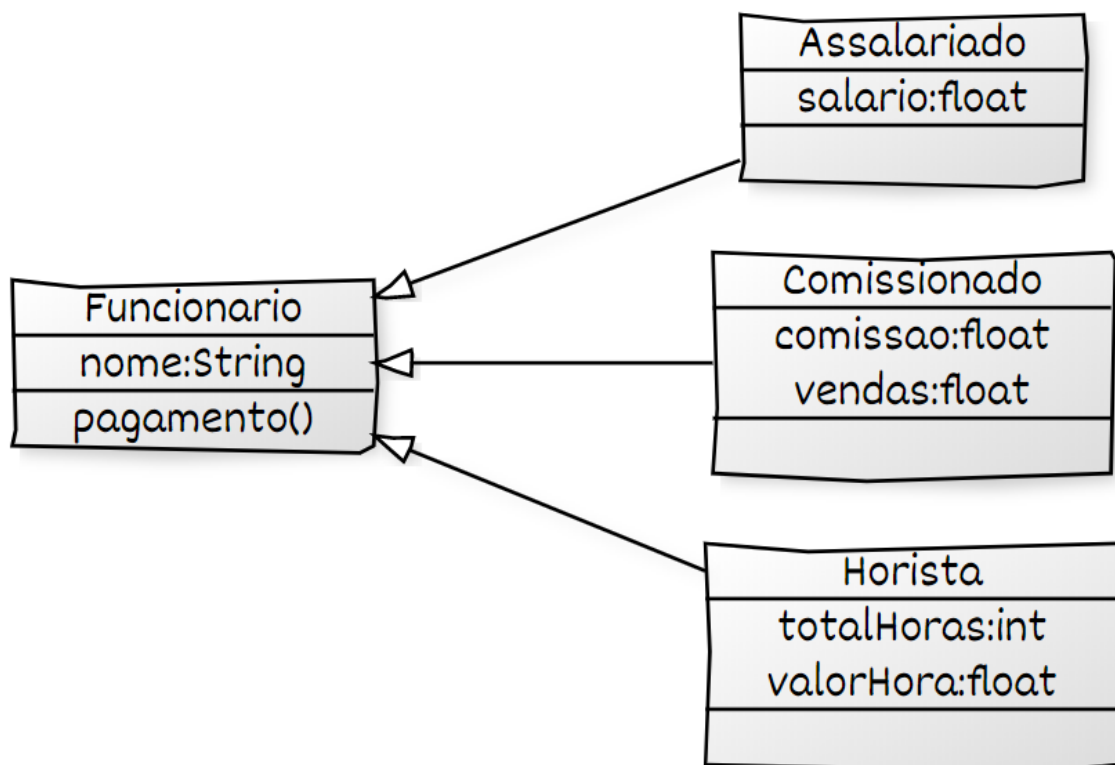 Assalariado
salario:float
Funcionario
nome:String
pagamento()
Comissionado
comissao:float
vendas:float
Horista
totalHoras:int
valorHora:float